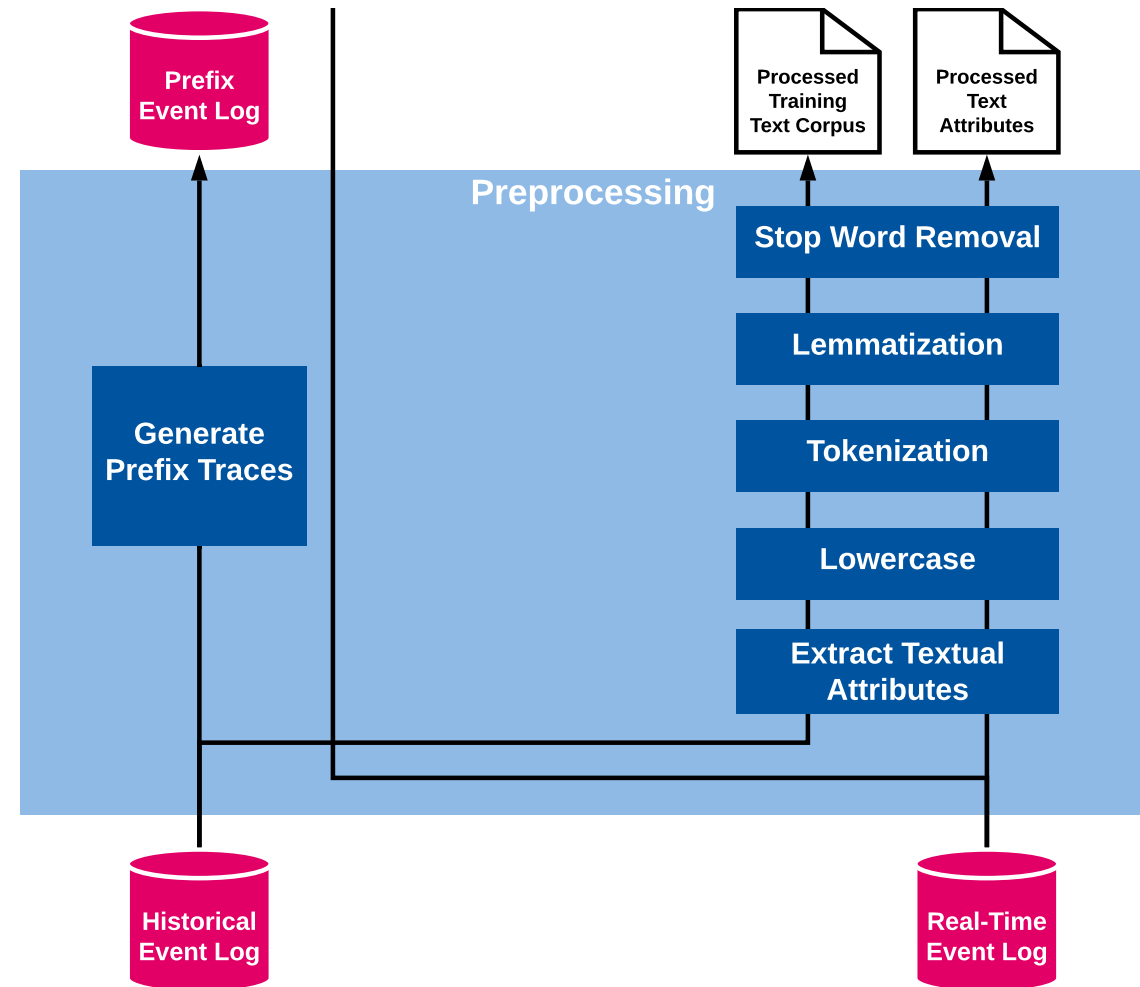 Prefix
Event Log
Processed
Training
Text Corpus
Processed
Text
Attributes
Preprocessing
Stop Word Removal
Lemmatization
Generate
Prefix Traces
Tokenization
Lowercase
Extract Textual
Attributes
Historical
Event Log
Real-Time
Event Log